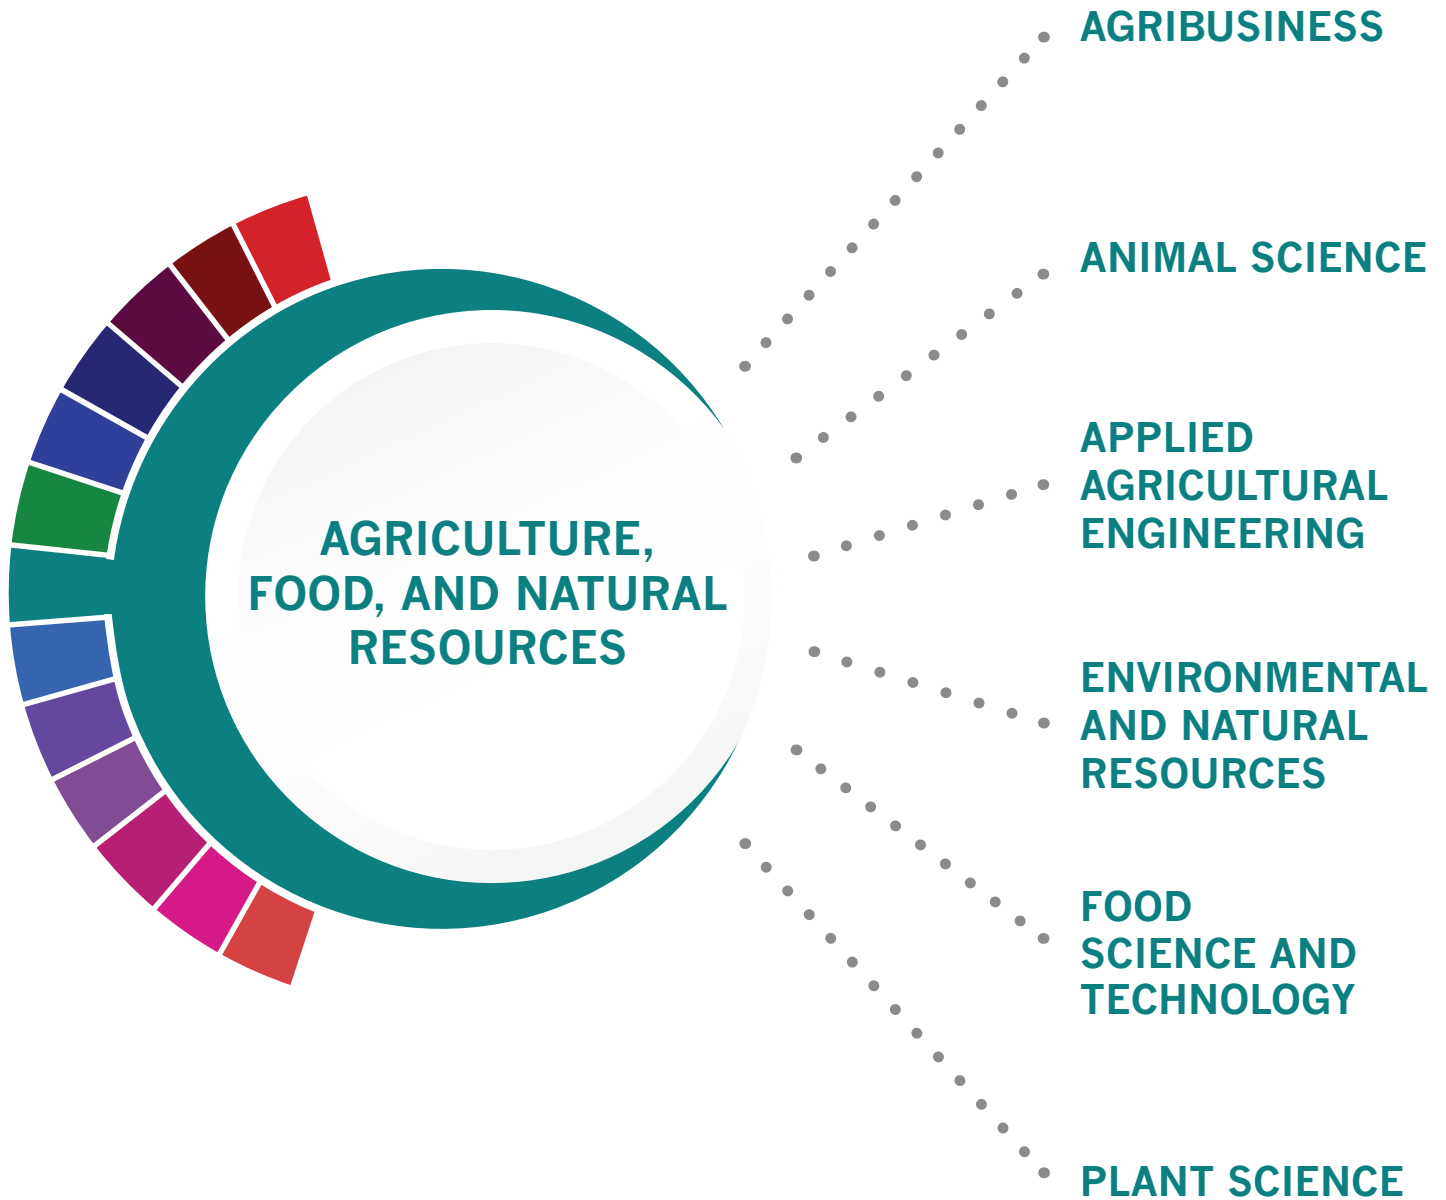 AGRICULTURE,
FOOD, AND NATURAL
RESOURCES
AGRIBUSINESS
ANIMAL SCIENCE
APPLIED
AGRICULTURAL
ENGINEERING
ENVIRONMENTAL
AND NATURAL
RESOURCES
FOOD
SCIENCE AND
TECHNOLOGY
PLANT SCIENCE